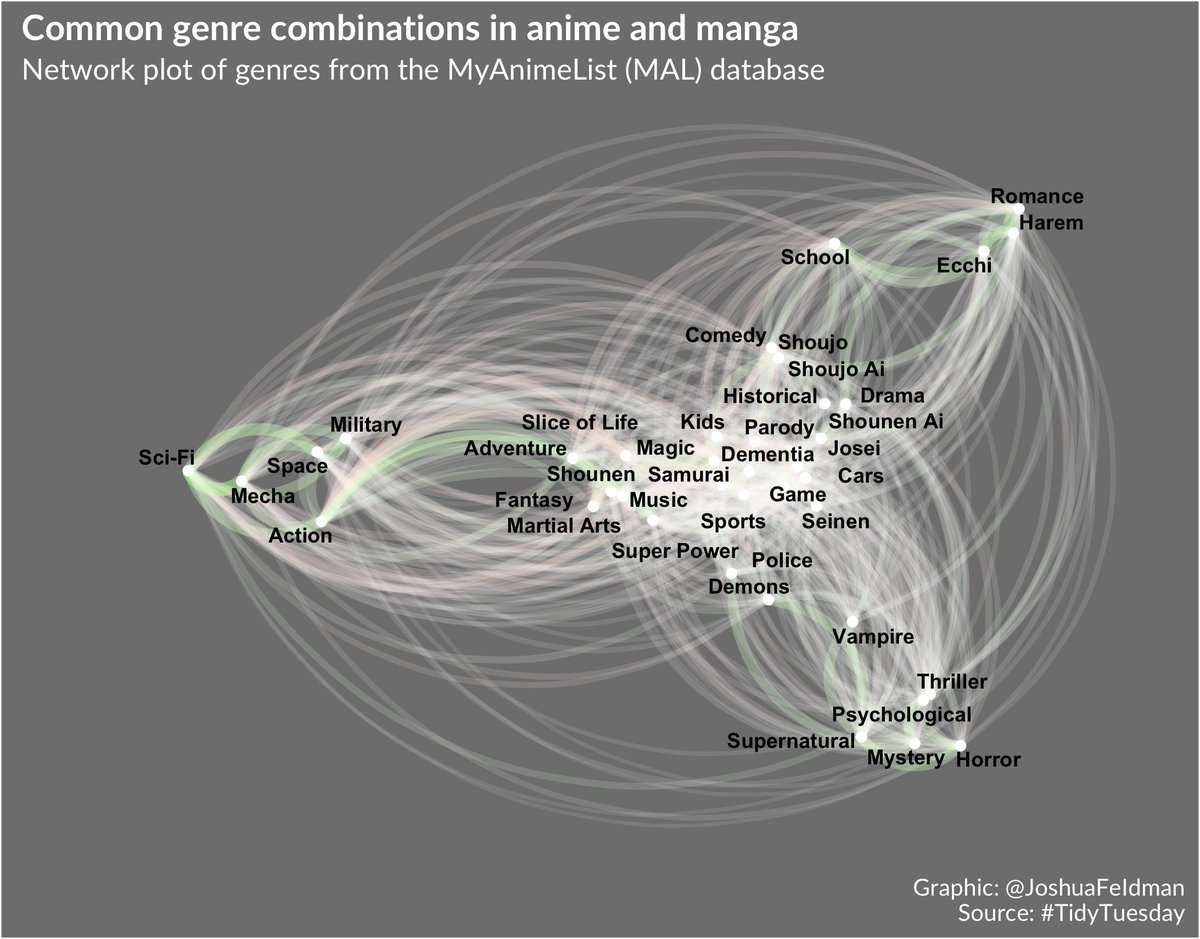 Common genre combinations in anime and manga
Network plot of genres from the MyAnimeList (MAL) database
Romance
Harem
School
Ecchi
Comedy
Shoujo
Shoujo Ai
Historical
Drama
Slice of Life
Kids
Parody
Shounen Ai
Military
Adventure
Magic
Dementia
Josei
Sci-Fi
Space
Shounen
Samurai
Cars
Mecha
Fantasy
Music
Game
Action
Martial Arts
Sports
Seinen
Super Power
Police
Demons
Vampire
Thriller
Psychological
Supernatural
Mystery
Horror
Graphic: @JoshuaFeldman
Source: #TidyTuesday